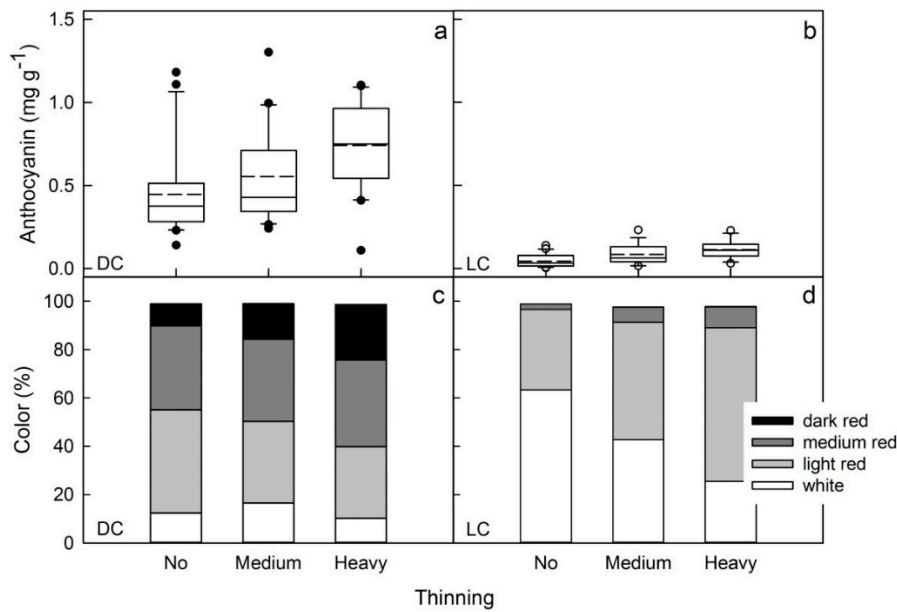 a
b
1.5
1.0
0.5
0.0
Anthocyanin (mg g⁻¹)
DC
LC
c
d
100
80
60
40
20
0
Color (%)
dark red
medium red
light red
white
DC
LC
No Medium Heavy
No Medium Heavy
Thinning